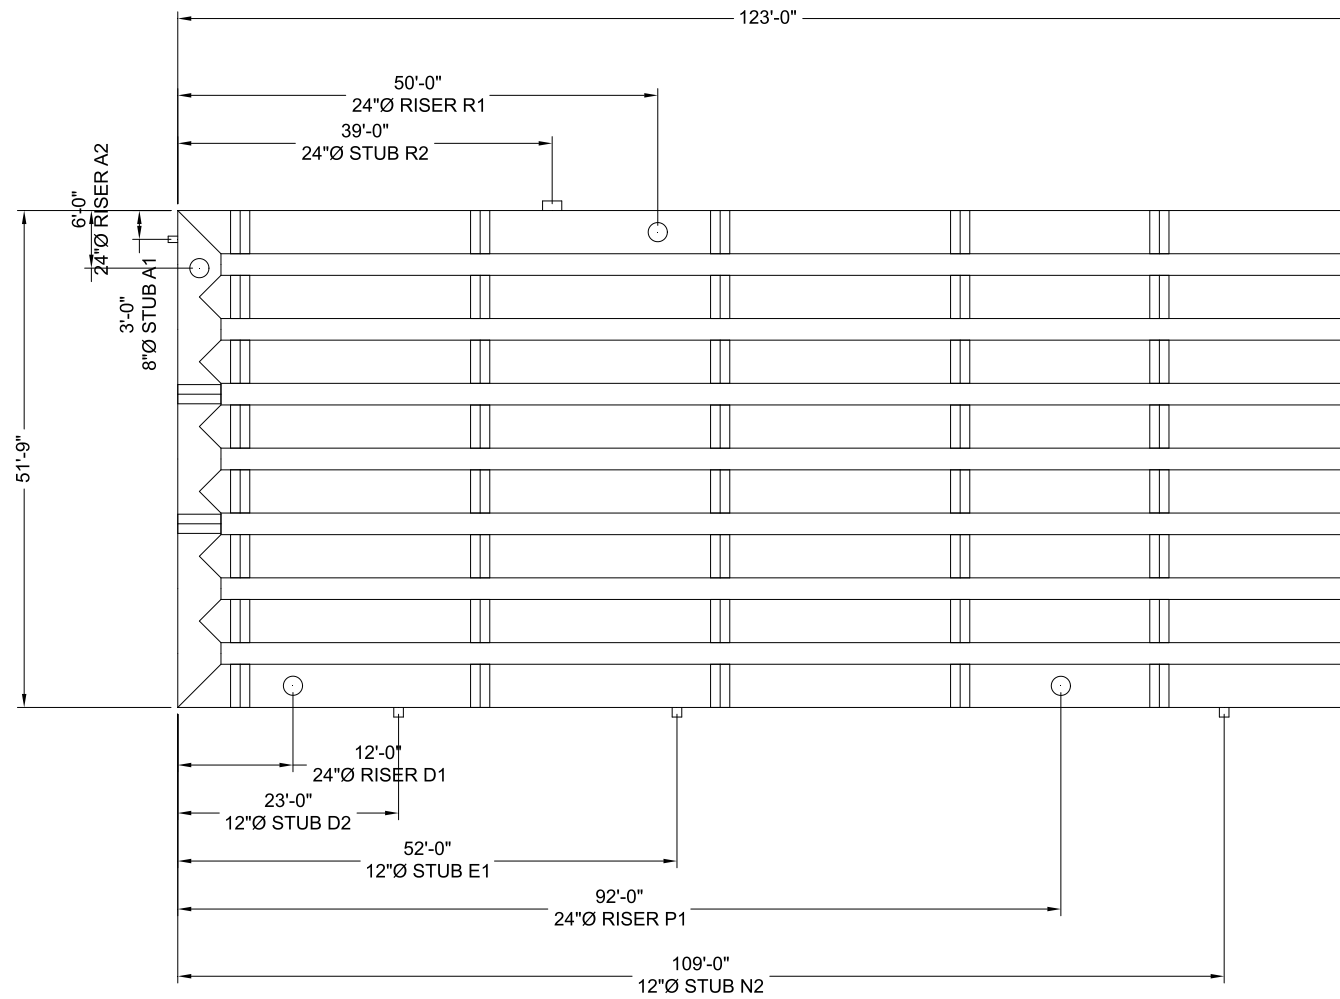 123'-0"
50'-0"
24"Ø RISER R1
39'-0"
24"Ø STUB R2
6'-0"
24"Ø RISER A2
3'-0"
8"Ø STUB A1
51'-9"
12'-0"
24"Ø RISER D1
23'-0"
12"Ø STUB D2
52'-0"
12"Ø STUB E1
92'-0"
24"Ø RISER P1
109'-0"
12"Ø STUB N2